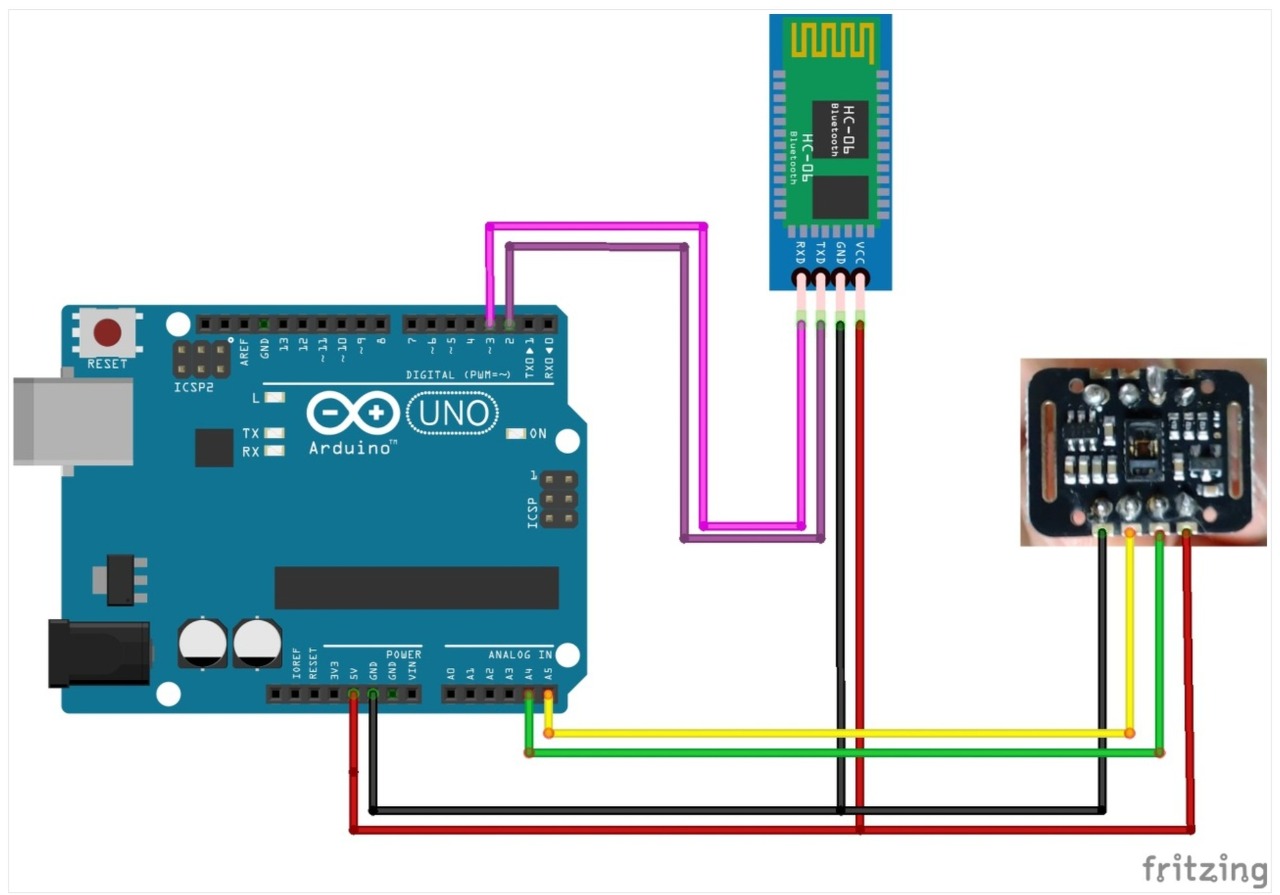 HC-06
Bluetooth
HC-06
Bluetooth
RXD
TXD
GND
VCC
RESET
ICSP2
AREF
GND
13
12
~11
~10
~9
8
7
~6
~5
4
~3
2
TX0▶1
RX0◀0
DIGITAL (PWM=~)
L
TX
RX
Arduino™
UNO
ON
1
ICSP
IOREF
RESET
3V3
5V
GND
GND
VIN
POWER
A0
A1
A2
A3
A4
A5
ANALOG IN
fritzing